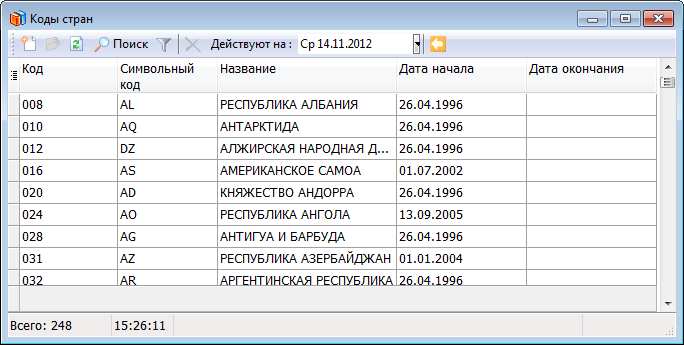 Коды стран
Поиск Действуют на : Ср 14.11.2012
Код Символьный код Название Дата начала Дата окончания
008 AL РЕСПУБЛИКА АЛБАНИЯ 26.04.1996
010 AQ АНТАРКТИДА 26.04.1996
012 DZ АЛЖИРСКАЯ НАРОДНАЯ Д... 26.04.1996
016 AS АМЕРИКАНСКОЕ САМОА 01.07.2002
020 AD КНЯЖЕСТВО АНДОРРА 26.04.1996
024 AO РЕСПУБЛИКА АНГОЛА 13.09.2005
028 AG АНТИГУА И БАРБУДА 26.04.1996
031 AZ РЕСПУБЛИКА АЗЕРБАЙДЖАН 01.01.2004
032 AR АРГЕНТИНСКАЯ РЕСПУБЛИКА 26.04.1996
Всего: 248 15:26:11